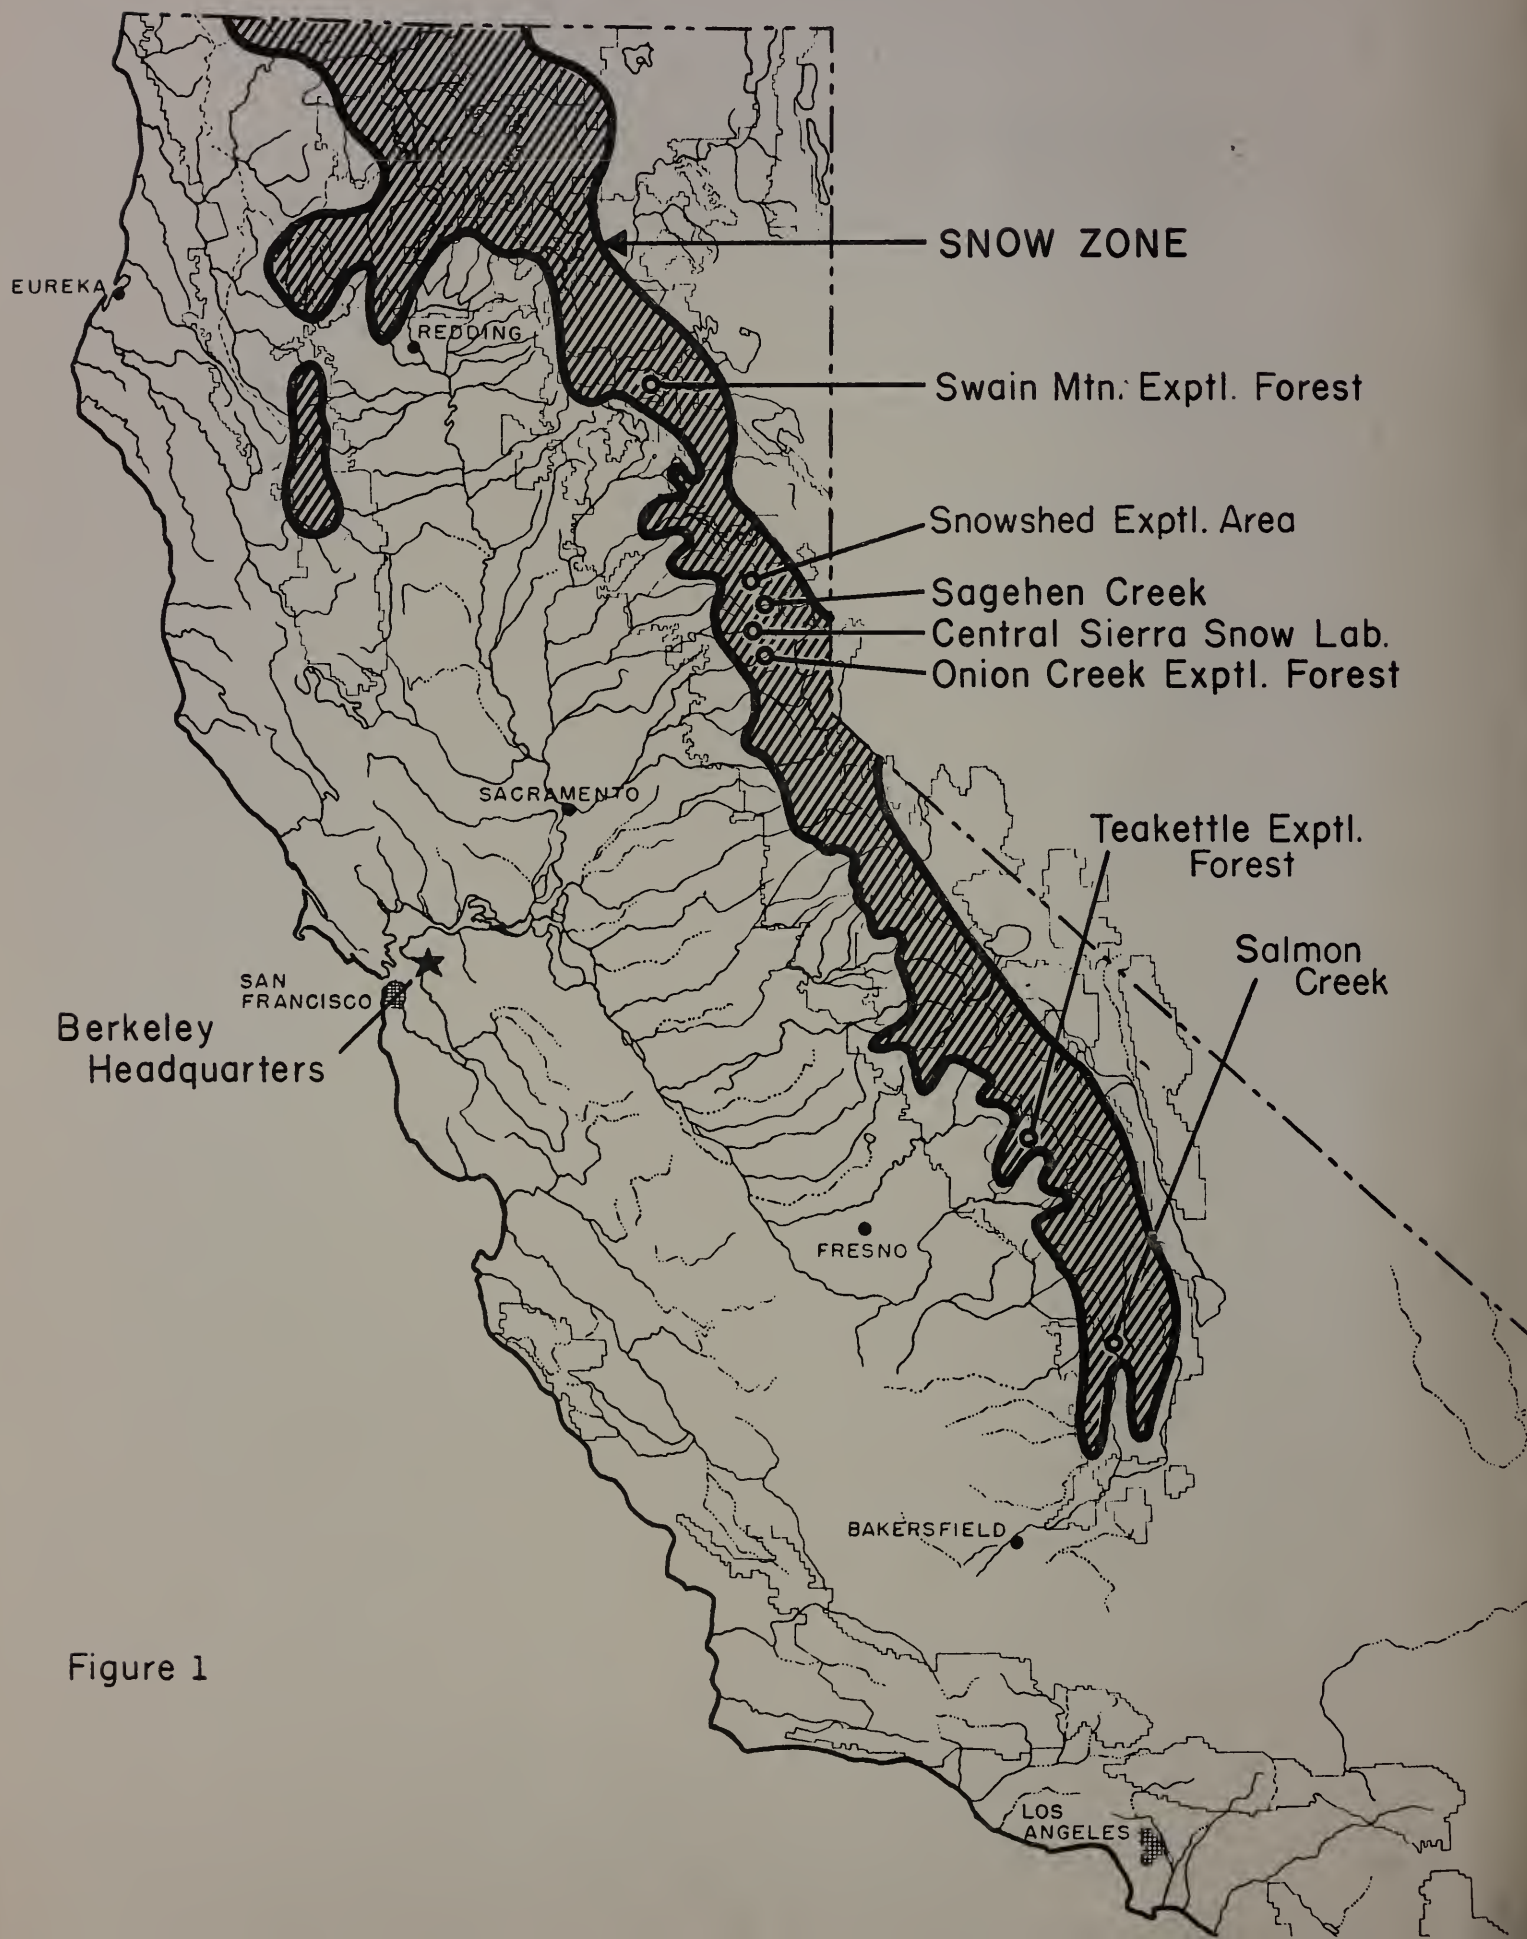 SNOW ZONE
EUREKA
REDDING
Swain Mtn. Exptl. Forest
Snowshed Exptl. Area
Sagehen Creek
Central Sierra Snow Lab.
Onion Creek Exptl. Forest
SACRAMENTO
Teakettle Exptl.
Forest
Salmon
Creek
SAN
FRANCISCO
Berkeley
Headquarters
FRESNO
BAKERSFIELD
Figure 1
LOS
ANGELES